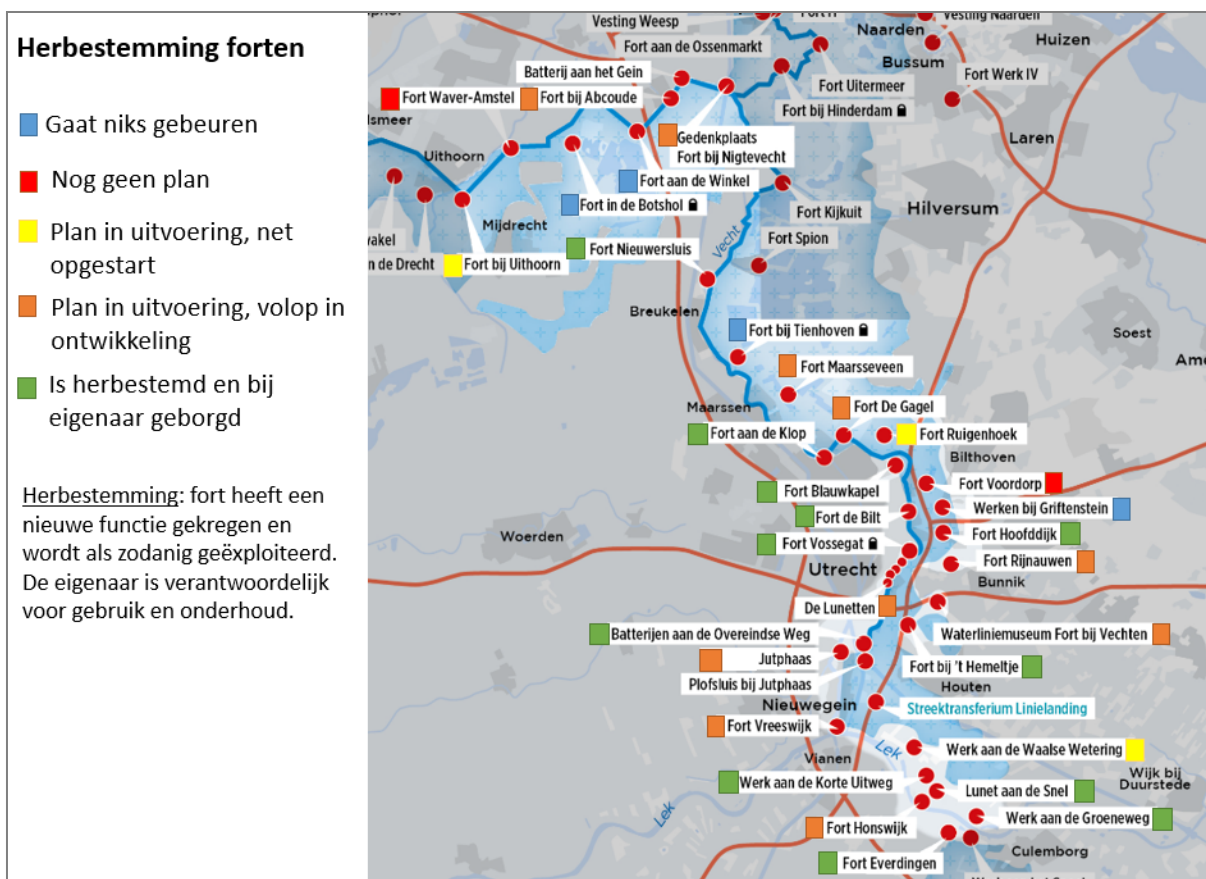 Herbestemming forten
Gaat niks gebeuren
Nog geen plan
Plan in uitvoering, net
opgestart
Plan in uitvoering, volop in
ontwikkeling
Is herbestemd en bij
eigenaar geborgd
Herbestemming: fort heeft een
nieuwe functie gekregen en
wordt als zodanig geëxploiteerd.
De eigenaar is verantwoordelijk
voor gebruik en onderhoud.
Vesting Weesp
Vesting Naarden
Naarden
Huizen
Fort aan de Ossenmarkt
Bussum
Batterij aan het Gein
Fort Werk IV
Fort Uitermeer
Fort Waver-Amstel
Fort bij Abcoude
Fort bij Hinderdam
lsmeer
Laren
Gedenkplaats
Fort bij Nigtevecht
Uithoorn
Fort aan de Winkel
Fort in de Botshol
Fort Kijkuit
Hilversum
Mijdrecht
Fort Nieuwersluis
Vecht
Fort Spion
wakel
n de Drecht
Fort bij Uithoorn
Breukelen
Fort bij Tienhoven
Soest
Ame
Fort Maarsseveen
Maarssen
Fort De Gagel
Fort aan de Klop
Fort Ruigenhoek
Bilthoven
Fort Blauwkapel
Fort Voordorp
Werken bij Griftenstein
Fort de Bilt
Woerden
Fort Hoofddijk
Fort Vossegat
Utrecht
Fort Rijnauwen
Bunnik
De Lunetten
Batterijen aan de Overeindse Weg
Waterliniemuseum Fort bij Vechten
Jutphaas
Fort bij 't Hemeltje
Plofsluis bij Jutphaas
Houten
Nieuwegein
Streektransferium Linielanding
Fort Vreeswijk
Lek
Werk aan de Waalse Wetering
Vianen
Wijk bij
Duurstede
Werk aan de Korte Uitweg
Lunet aan de Snel
Lek
Fort Honswijk
Werk aan de Groeneweg
Culemborg
Fort Everdingen